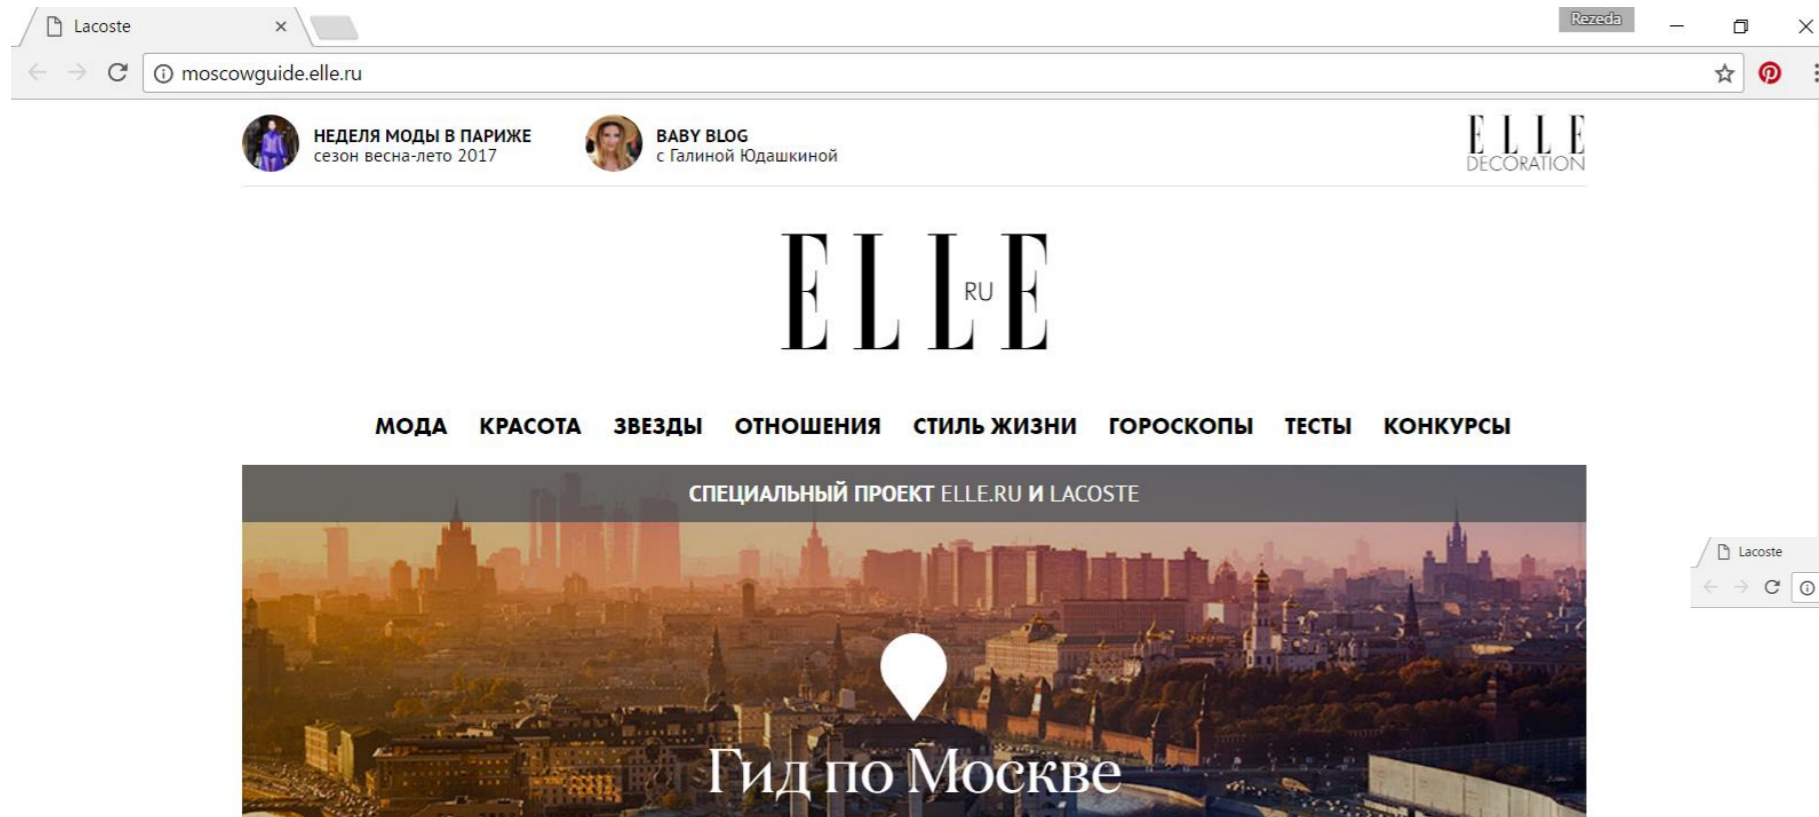 Lacoste
Rezeda
moscowguide.elle.ru
НЕДЕЛЯ МОДЫ В ПАРИЖЕ
сезон весна-лето 2017
BABY BLOG
с Галиной Юдашкиной
ELLE
DECORATION
ELLE
RU
МОДА КРАСОТА ЗВЕЗДЫ ОТНОШЕНИЯ СТИЛЬ ЖИЗНИ ГОРОСКОПЫ ТЕСТЫ КОНКУРСЫ
СПЕЦИАЛЬНЫЙ ПРОЕКТ ELLE.RU И LACOSTE
Lacoste
Гид по Москве